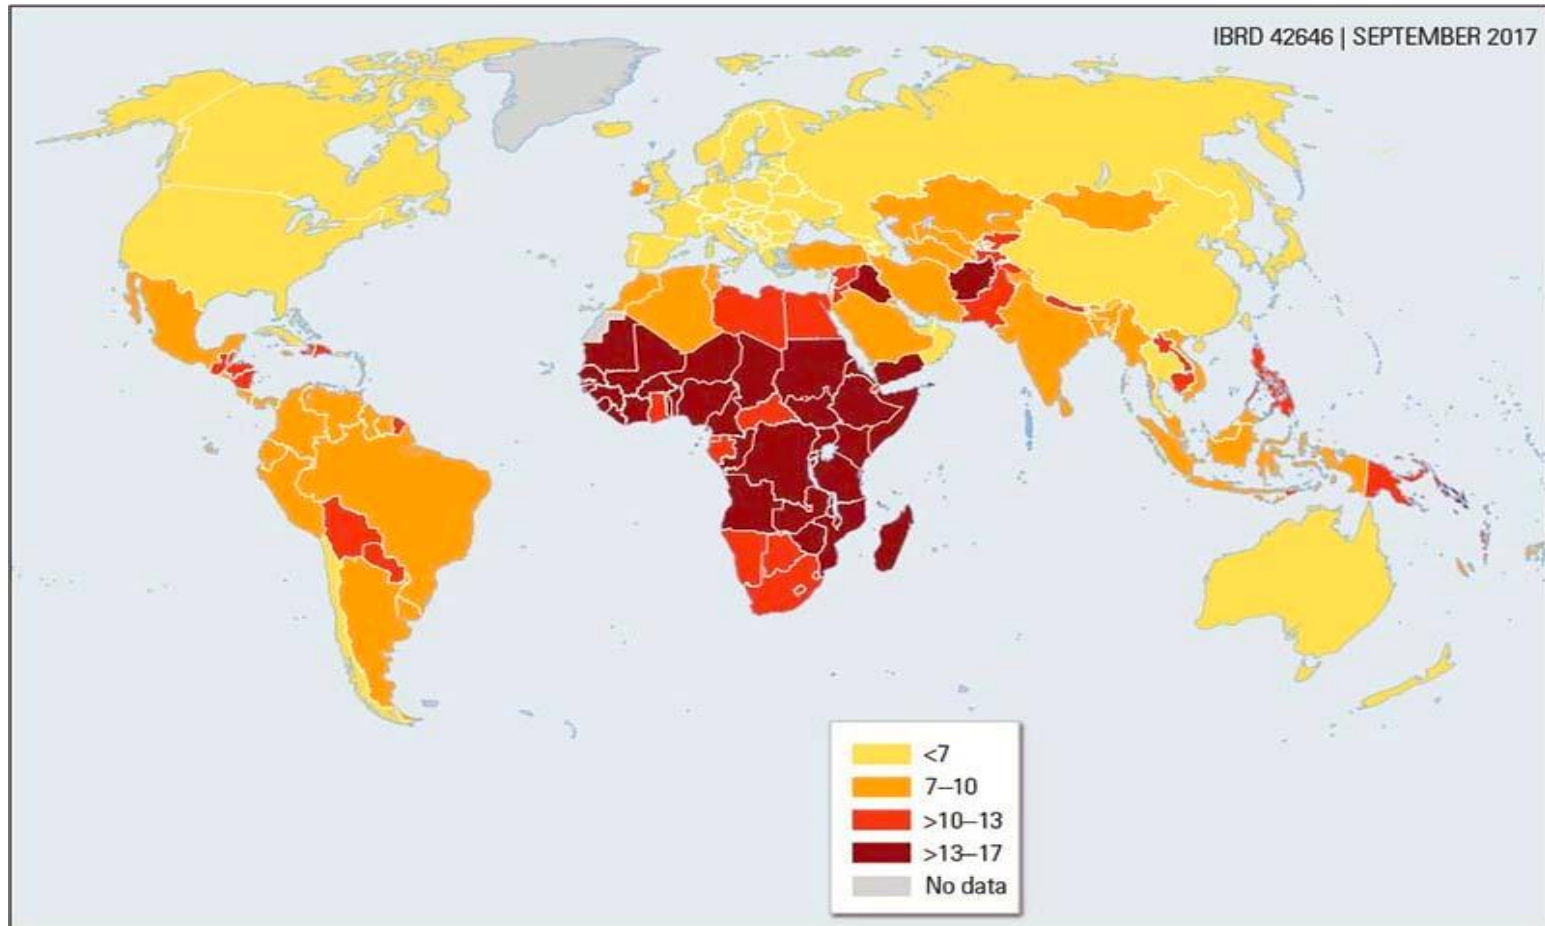 IBRD 42646 | SEPTEMBER 2017
<7
7–10
>10–13
>13–17
No data